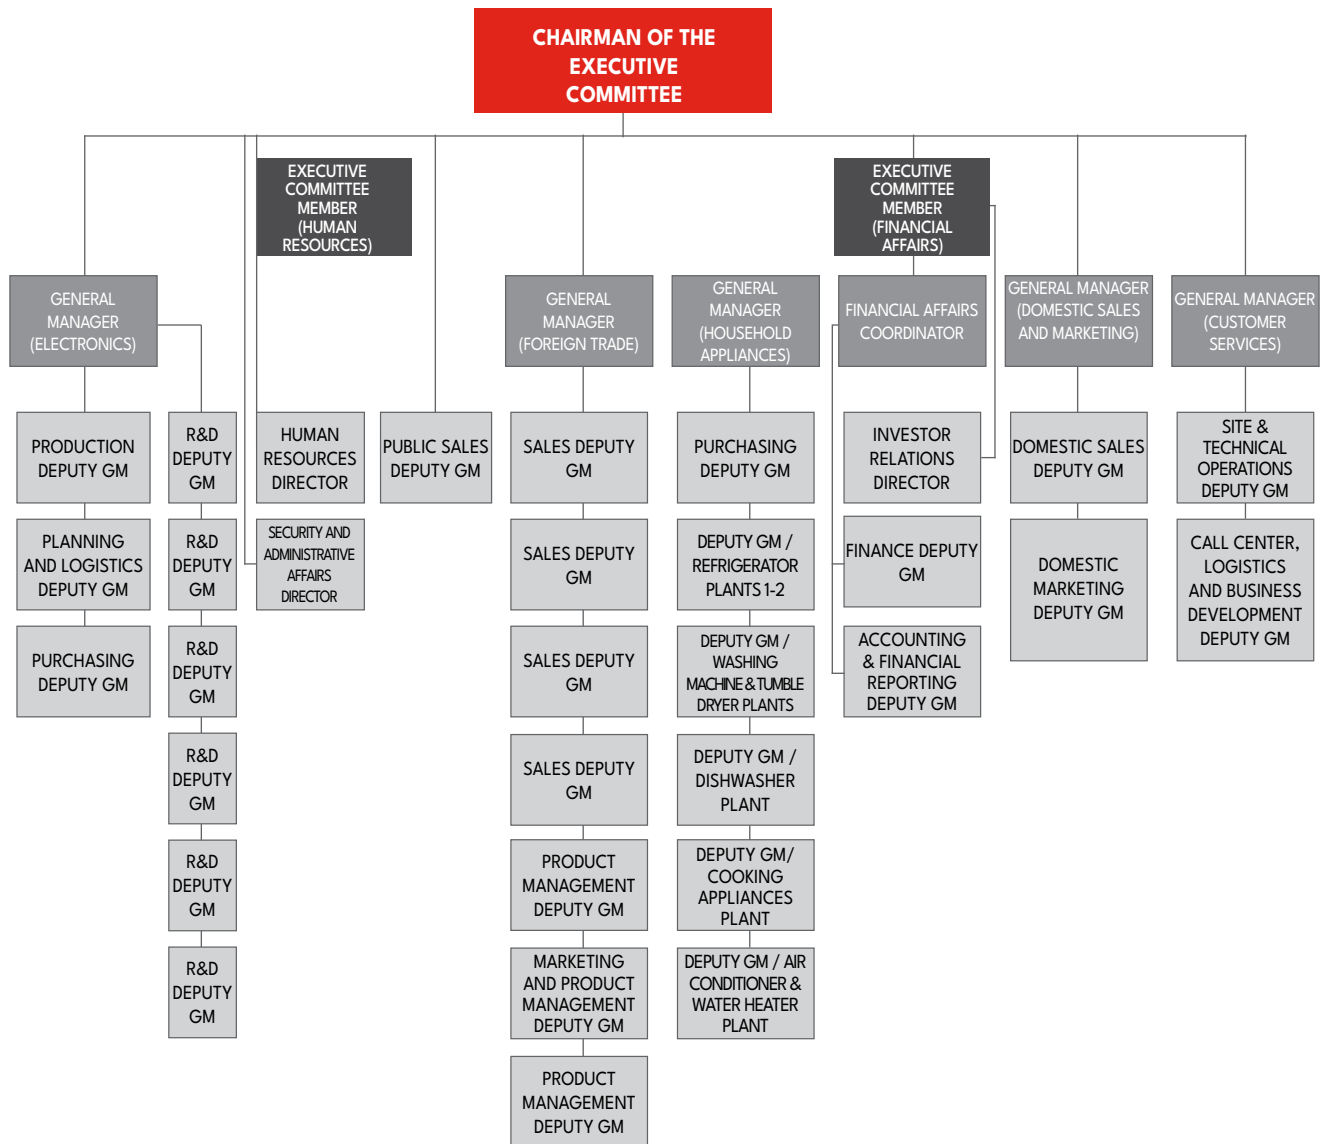 CHAIRMAN OF THE
EXECUTIVE
COMMITTEE
EXECUTIVE
COMMITTEE
MEMBER
(HUMAN
RESOURCES)
EXECUTIVE
COMMITTEE
MEMBER
(FINANCIAL
AFFAIRS)
GENERAL
MANAGER
(ELECTRONICS)
GENERAL
MANAGER
(FOREIGN TRADE)
GENERAL
MANAGER
(HOUSEHOLD
APPLIANCES)
FINANCIAL AFFAIRS
COORDINATOR
GENERAL MANAGER
(DOMESTIC SALES
AND MARKETING)
GENERAL MANAGER
(CUSTOMER
SERVICES)
PRODUCTION
DEPUTY GM
R&D
DEPUTY
GM
HUMAN
RESOURCES
DIRECTOR
PUBLIC SALES
DEPUTY GM
SALES DEPUTY
GM
PURCHASING
DEPUTY GM
INVESTOR
RELATIONS
DIRECTOR
DOMESTIC SALES
DEPUTY GM
SITE &
TECHNICAL
OPERATIONS
DEPUTY GM
PLANNING
AND LOGISTICS
DEPUTY GM
R&D
DEPUTY
GM
SECURITY AND
ADMINISTRATIVE
AFFAIRS
DIRECTOR
SALES DEPUTY
GM
DEPUTY GM /
REFRIGERATOR
PLANTS 1-2
FINANCE DEPUTY
GM
DOMESTIC
MARKETING
DEPUTY GM
CALL CENTER,
LOGISTICS
AND BUSINESS
DEVELOPMENT
DEPUTY GM
PURCHASING
DEPUTY GM
R&D
DEPUTY
GM
SALES DEPUTY
GM
DEPUTY GM /
WASHING
MACHINE & TUMBLE
DRYER PLANTS
ACCOUNTING
& FINANCIAL
REPORTING
DEPUTY GM
R&D
DEPUTY
GM
SALES DEPUTY
GM
DEPUTY GM /
DISHWASHER
PLANT
R&D
DEPUTY
GM
PRODUCT
MANAGEMENT
DEPUTY GM
DEPUTY GM/
COOKING
APPLIANCES
PLANT
R&D
DEPUTY
GM
MARKETING
AND PRODUCT
MANAGEMENT
DEPUTY GM
DEPUTY GM / AIR
CONDITIONER &
WATER HEATER
PLANT
PRODUCT
MANAGEMENT
DEPUTY GM